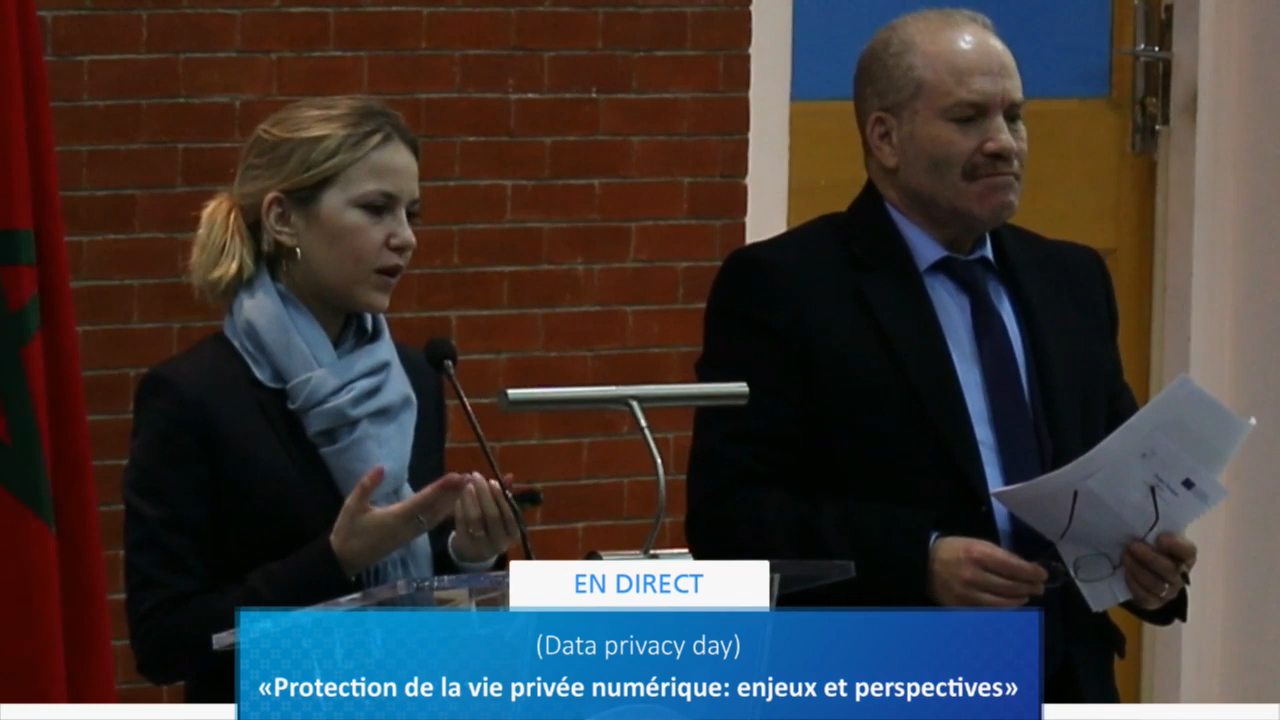 EN DIRECT
(Data privacy day)
«Protection de la vie privée numérique: enjeux et perspectives»